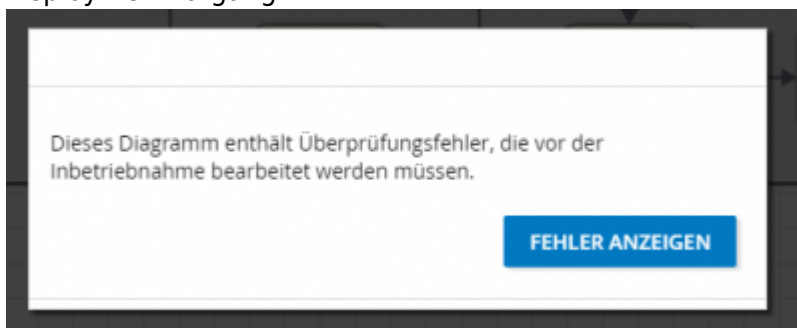 Dieses Diagramm enthält Überprüfungsfehler, die vor der
Inbetriebnahme bearbeitet werden müssen.
FEHLER ANZEIGEN